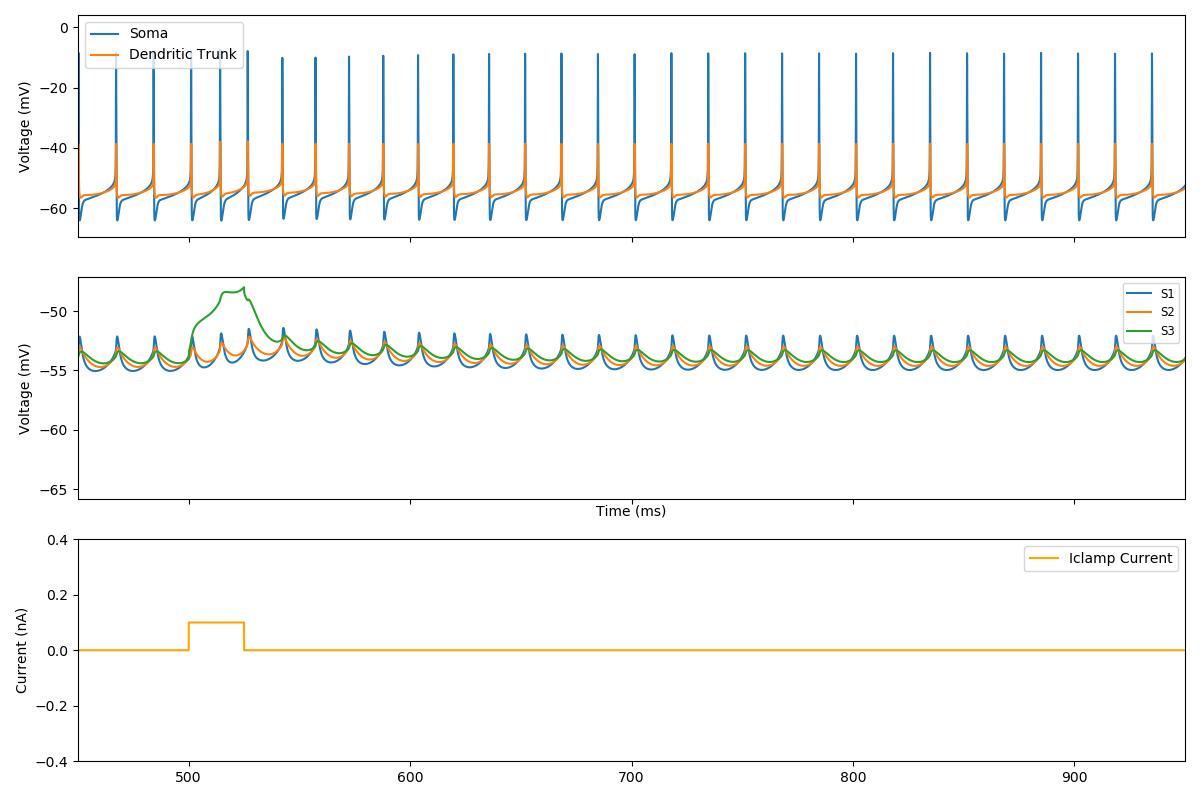 0
−20
−40
−60
Voltage (mV)
Soma
Dendritic Trunk
−50
−55
−60
−65
Voltage (mV)
S1
S2
S3
Time (ms)
0.4
0.2
0.0
−0.2
−0.4
Current (nA)
Iclamp Current
500
600
700
800
900